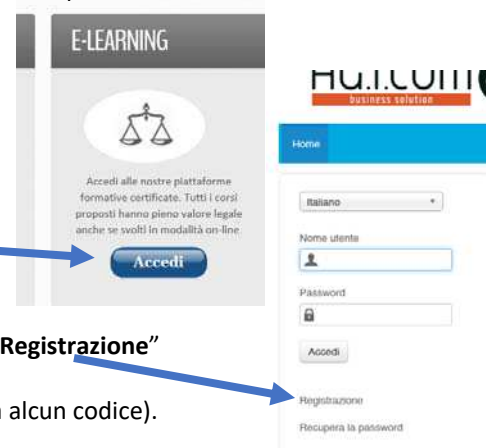 E-LEARNING
Accedi alle nostre piattaforme
formative certificate. Tutti i corsi
proposti hanno pieno valore legale
anche se svolti in modalità on-line
Accedi
business solution
Home
Italiano
Nome utente
Password
Accedi
Registrazione
Recupera la password
Registrazione”
alcun codice).